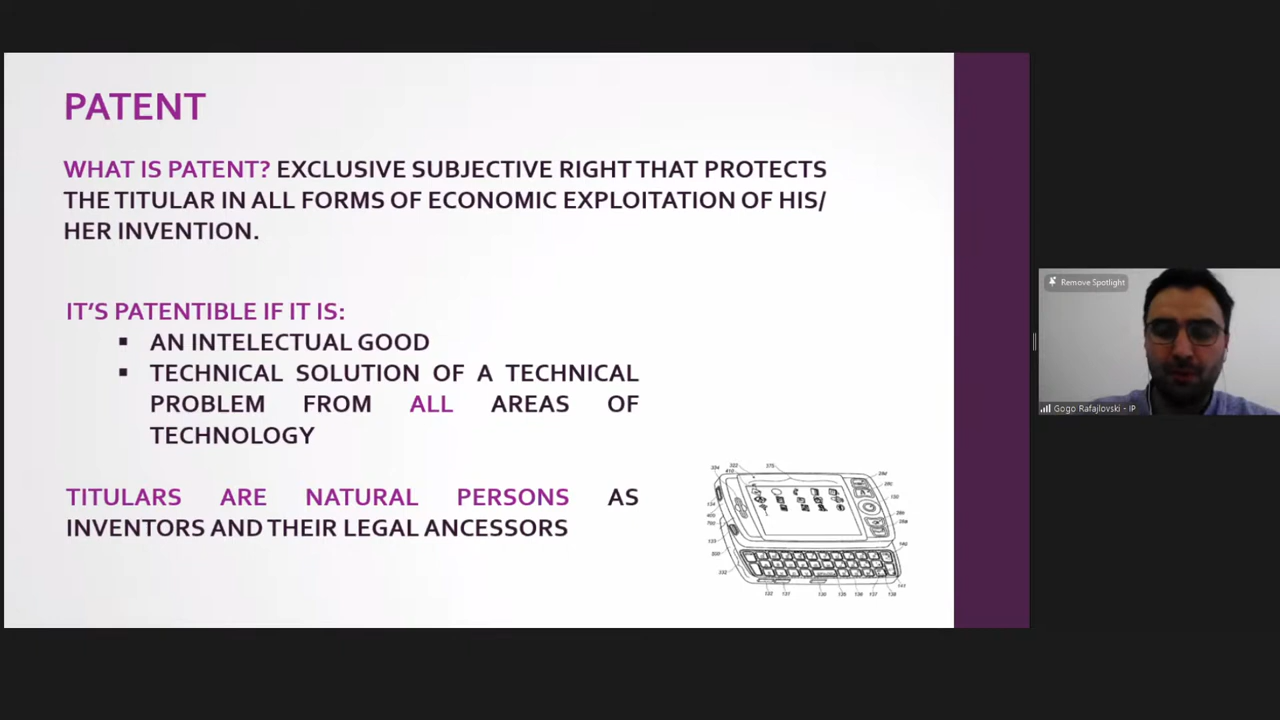 PATENT
WHAT IS PATENT? EXCLUSIVE SUBJECTIVE RIGHT THAT PROTECTS
THE TITULAR IN ALL FORMS OF ECONOMIC EXPLOITATION OF HIS/
HER INVENTION.
IT'S PATENTIBLE IF IT IS:
▪ AN INTELECTUAL GOOD
▪ TECHNICAL SOLUTION OF A TECHNICAL
PROBLEM FROM ALL AREAS OF
TECHNOLOGY
TITULARS ARE NATURAL PERSONS AS
INVENTORS AND THEIR LEGAL ANCESSORS
Remove Spotlight
Gogo Rafajlovski - IP